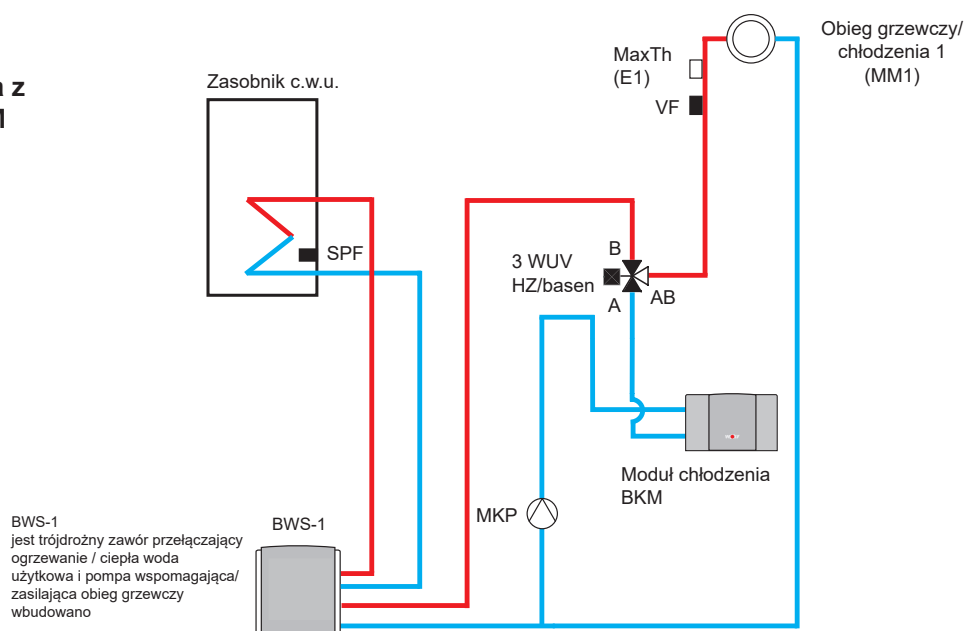 a z
Zasobnik c.w.u.
SPF
MaxTh
(E1)
VF
Obieg grzewczy/
chłodzenia 1
(MM1)
3 WUV
HZ/basen
B
A
AB
Moduł chłodzenia
BKM
MKP
BWS-1
BWS-1
jest trójdrożny zawór przełączający
ogrzewanie / ciepła woda
użytkowa i pompa wspomagająca/
zasilająca obieg grzewczy
wbudowano